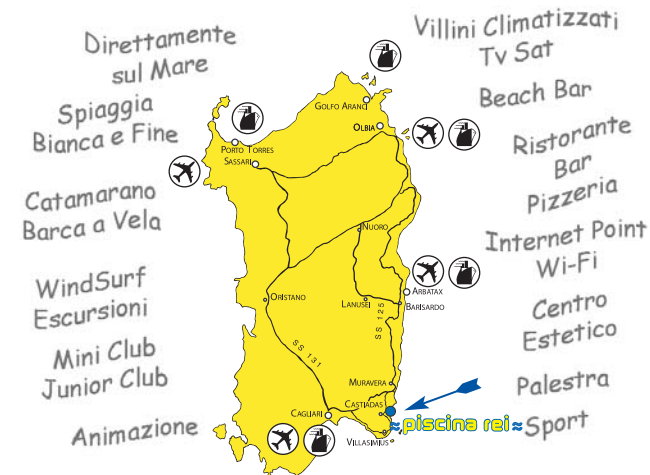 Direttamente
sul Mare
Spiaggia
Bianca e Fine
Catamarano
Barca a Vela
WindSurf
Escursioni
Mini Club
Junior Club
Animazione
Golfo Aranci
Olbia
Porto Torres
Sassari
Nuoro
Arbatax
Oristano
Lanusei
Barisardo
SS 125
SS 131
Muravera
Castiadas
Cagliari
≈piscina rei≈
Villasimius
Villini Climatizzati
Tv Sat
Beach Bar
Ristorante
Bar
Pizzeria
Internet Point
Wi-Fi
Centro
Estetico
Palestra
Sport